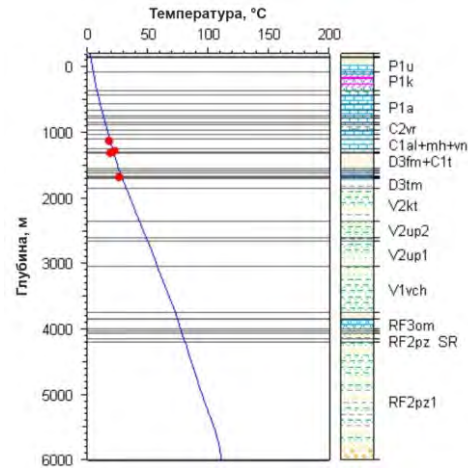 Температура, °C
0 50 100 200
Глубина, м
0
1000
2000
3000
4000
5000
6000
P1u
P1k
P1a
C2vr
C1al+mh+vn
D3fm+C1t
D3tm
V2kt
V2up2
V2up1
V1vch
RF3om
RF2pz SR
RF2pz1